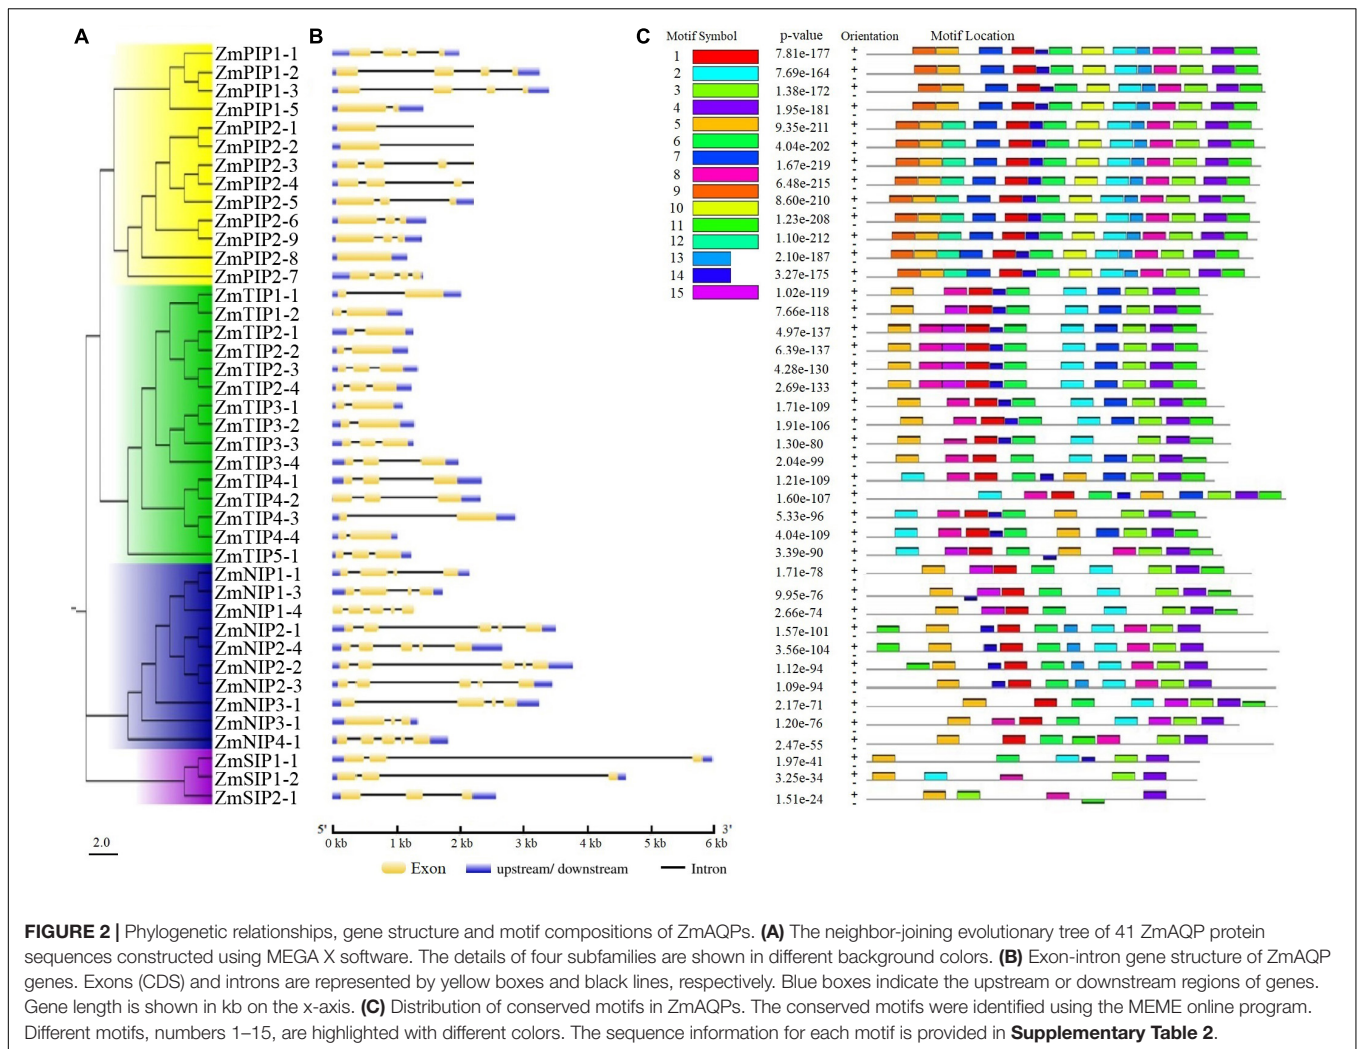 A
B
C
Motif Symbol
p-value
Orientation
Motif Location
ZmPIP1-1
ZmPIP1-2
ZmPIP1-3
ZmPIP1-5
ZmPIP2-1
ZmPIP2-2
ZmPIP2-3
ZmPIP2-4
ZmPIP2-5
ZmPIP2-6
ZmPIP2-9
ZmPIP2-8
ZmPIP2-7
ZmTIP1-1
ZmTIP1-2
ZmTIP2-1
ZmTIP2-2
ZmTIP2-3
ZmTIP2-4
ZmTIP3-1
ZmTIP3-2
ZmTIP3-3
ZmTIP3-4
ZmTIP4-1
ZmTIP4-2
ZmTIP4-3
ZmTIP4-4
ZmTIP5-1
ZmNIP1-1
ZmNIP1-3
ZmNIP1-4
ZmNIP2-1
ZmNIP2-4
ZmNIP2-2
ZmNIP2-3
ZmNIP3-1
ZmNIP3-1
ZmNIP4-1
ZmSIP1-1
ZmSIP1-2
ZmSIP2-1
2.0
5'
3'
0 kb
1 kb
2 kb
3 kb
4 kb
5 kb
6 kb
Exon
upstream/ downstream
Intron
1
2
3
4
5
6
7
8
9
10
11
12
13
14
15
7.81e-177
7.69e-164
1.38e-172
1.95e-181
9.35e-211
4.04e-202
1.67e-219
6.48e-215
8.60e-210
1.23e-208
1.10e-212
2.10e-187
3.27e-175
1.02e-119
7.66e-118
4.97e-137
6.39e-137
4.28e-130
2.69e-133
1.71e-109
1.91e-106
1.30e-80
2.04e-99
1.21e-109
1.60e-107
5.33e-96
4.04e-109
3.39e-90
1.71e-78
9.95e-76
2.66e-74
1.57e-101
3.56e-104
1.12e-94
1.09e-94
2.17e-71
1.20e-76
2.47e-55
1.97e-41
3.25e-34
1.51e-24
FIGURE 2 | Phylogenetic relationships, gene structure and motif compositions of ZmAQPs. (A) The neighbor-joining evolutionary tree of 41 ZmAQP protein
sequences constructed using MEGA X software. The details of four subfamilies are shown in different background colors. (B) Exon-intron gene structure of ZmAQP
genes. Exons (CDS) and introns are represented by yellow boxes and black lines, respectively. Blue boxes indicate the upstream or downstream regions of genes.
Gene length is shown in kb on the x-axis. (C) Distribution of conserved motifs in ZmAQPs. The conserved motifs were identified using the MEME online program.
Different motifs, numbers 1–15, are highlighted with different colors. The sequence information for each motif is provided in Supplementary Table 2.